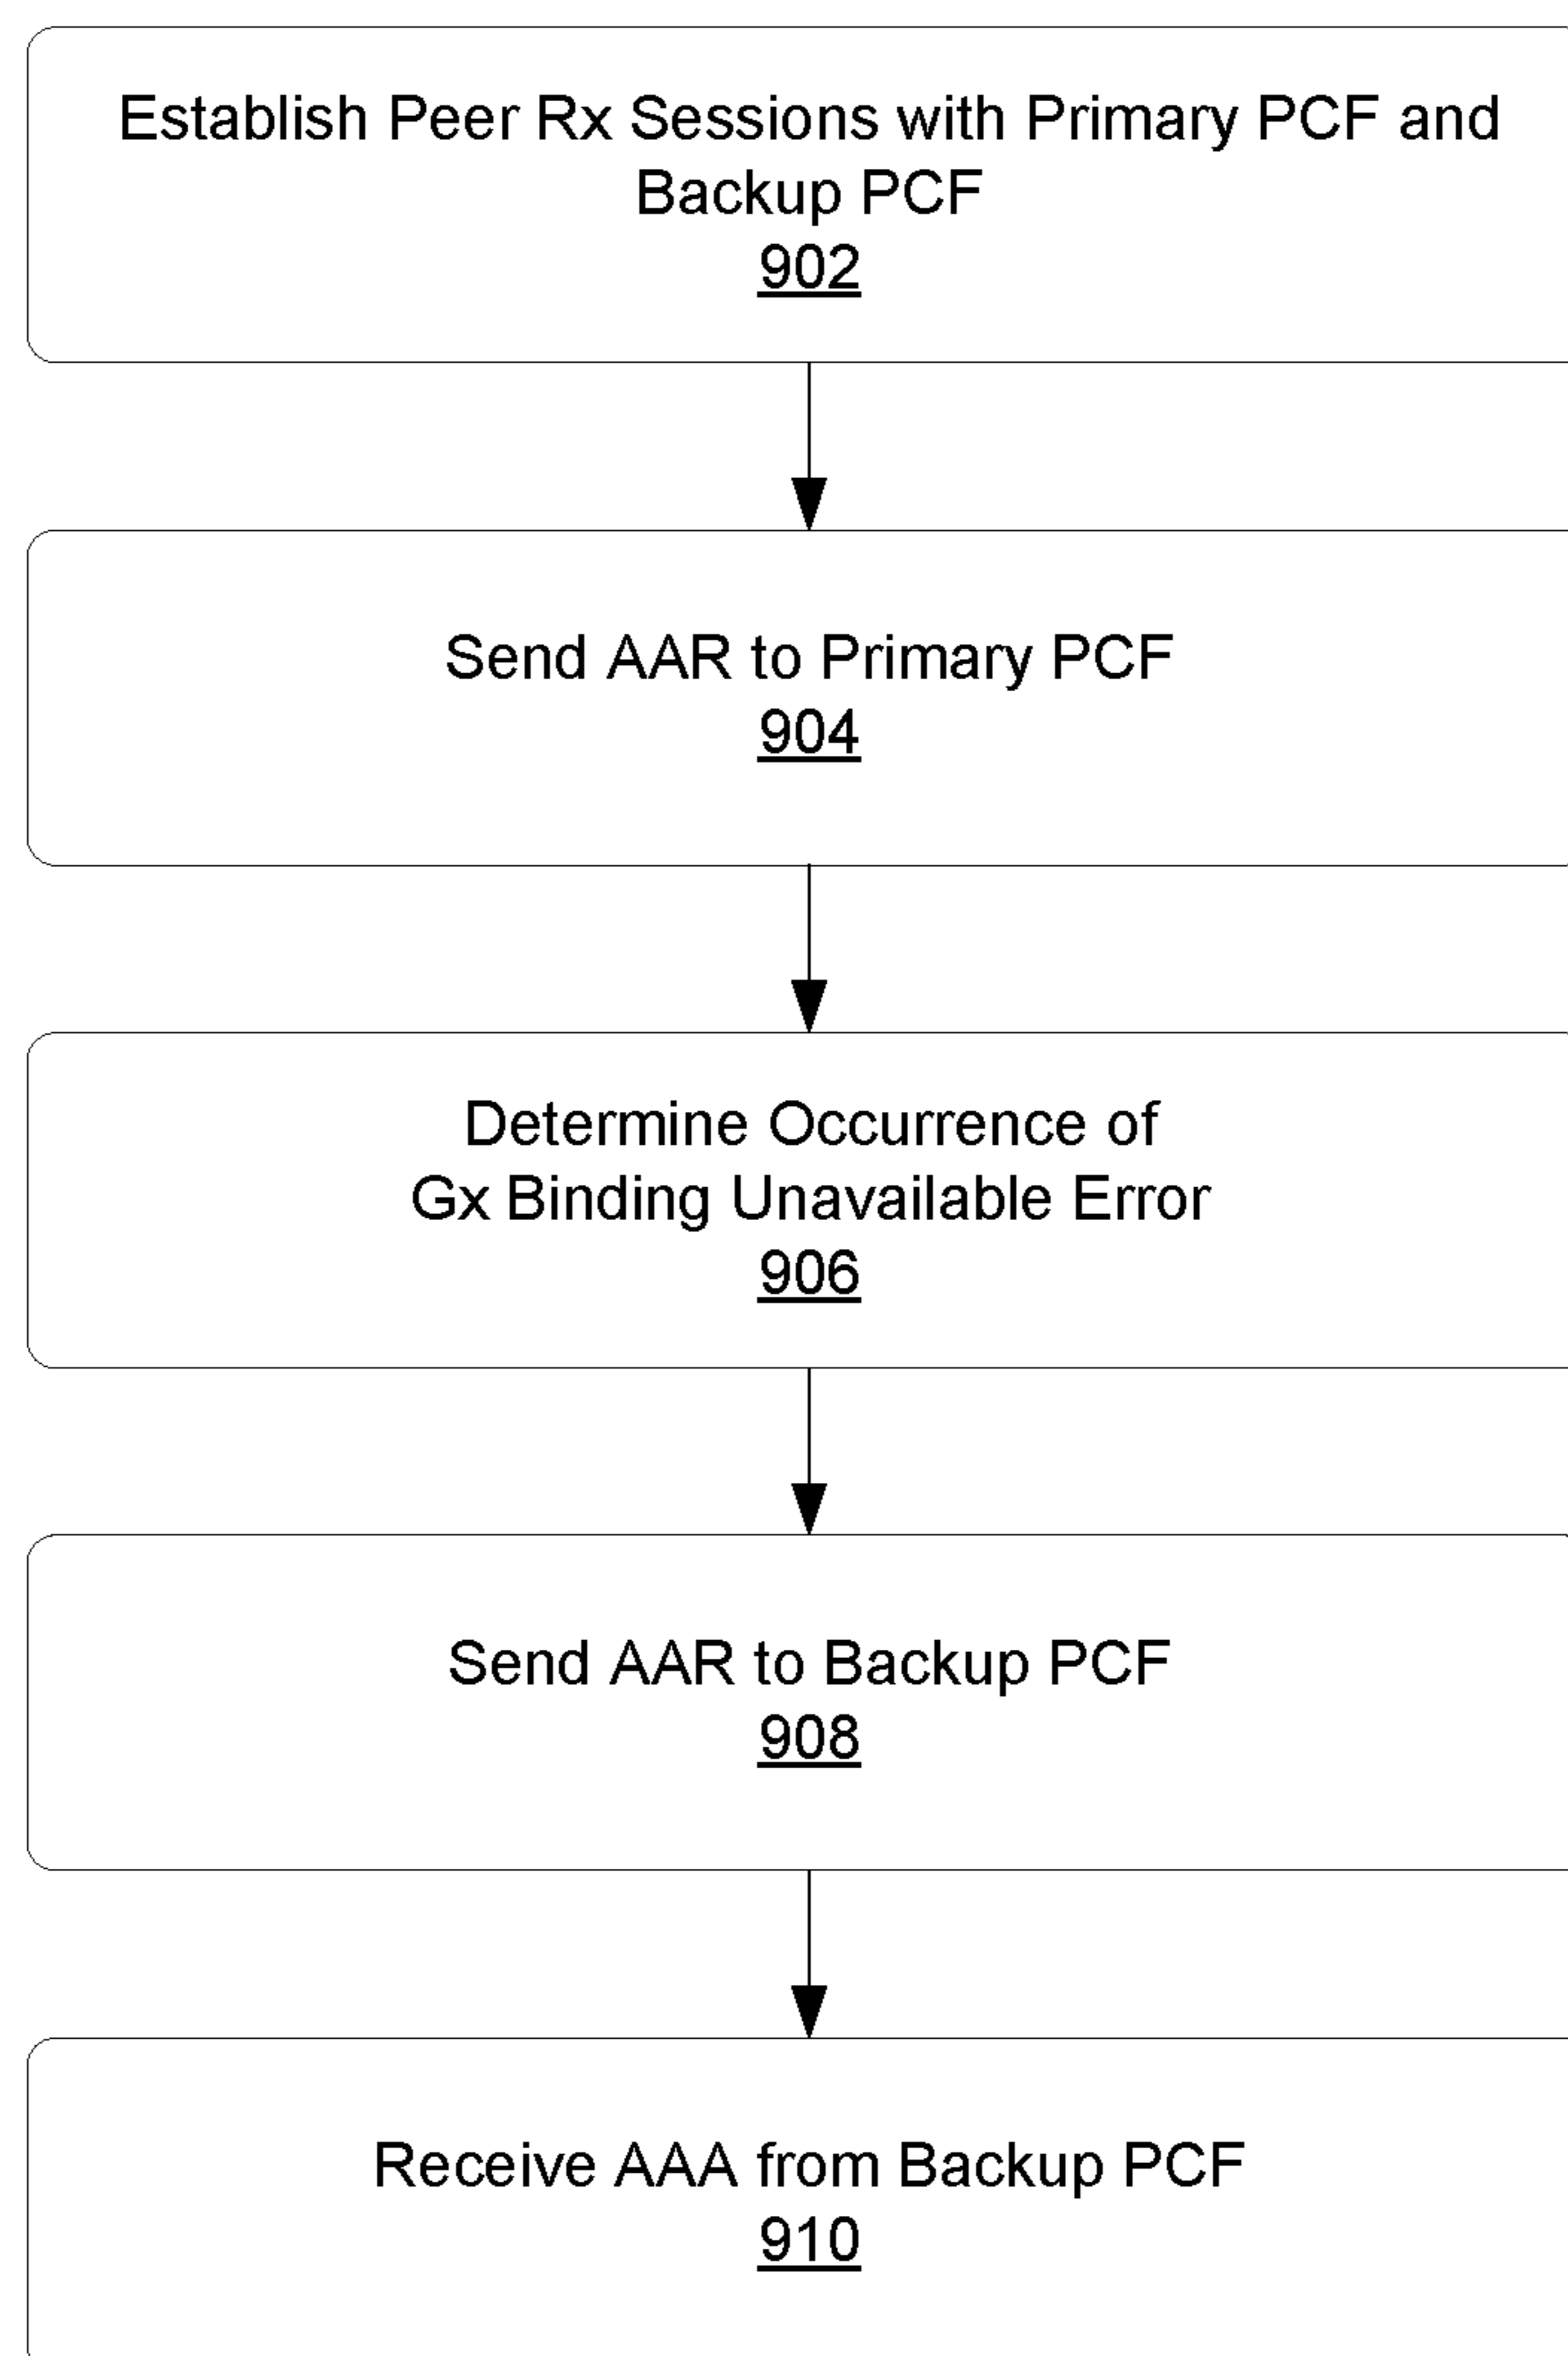 Establish Peer Rx Sessions with Primary PCF and
Backup PCF
902
Send AAR to Primary PCF
904
Determine Occurrence of
Gx Binding Unavailable Error
906
Send AAR to Backup PCF
908
Receive AAA from Backup PCF
910